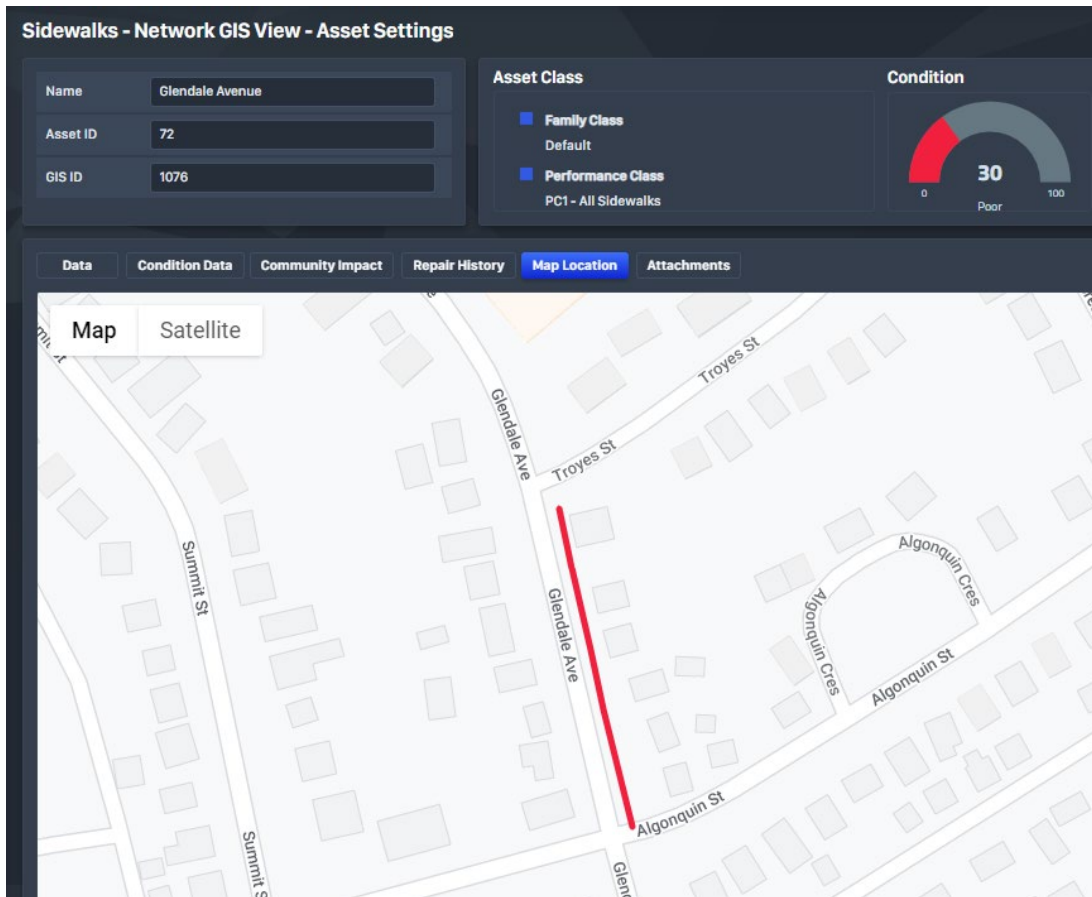 Sidewalks - Network GIS View - Asset Settings
Name
Glendale Avenue
Asset ID
72
GIS ID
1076
Asset Class
Family Class
Default
Performance Class
PC1 - All Sidewalks
Condition
30
0
100
Poor
Data
Condition Data
Community Impact
Repair History
Map Location
Attachments
Map
Satellite
Troyes St
Glendale Ave
Troyes St
Summit St
Glendale Ave
Algonquin Cres
Algonquin Cres
Algonquin St
Algonquin St
Summit S
Glen